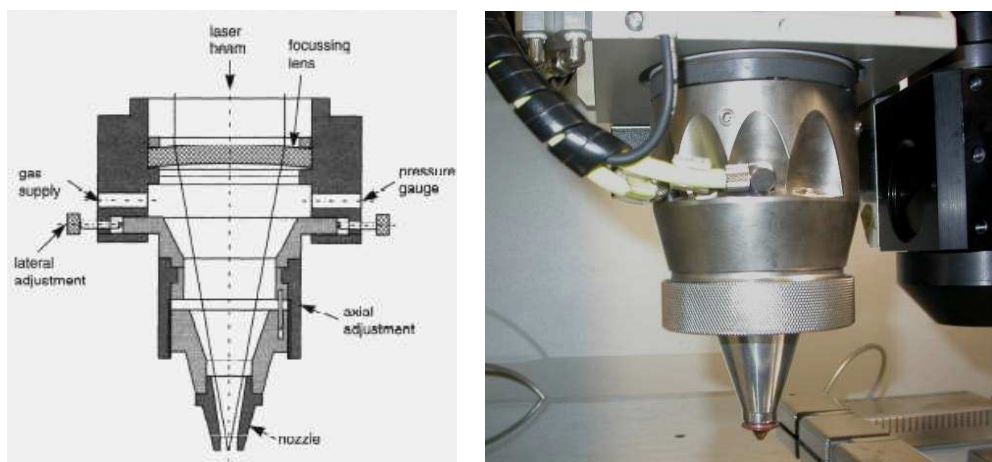 laser
beam
focussing
lens
gas
supply
pressure
gauge
lateral
adjustment
axial
adjustment
nozzle